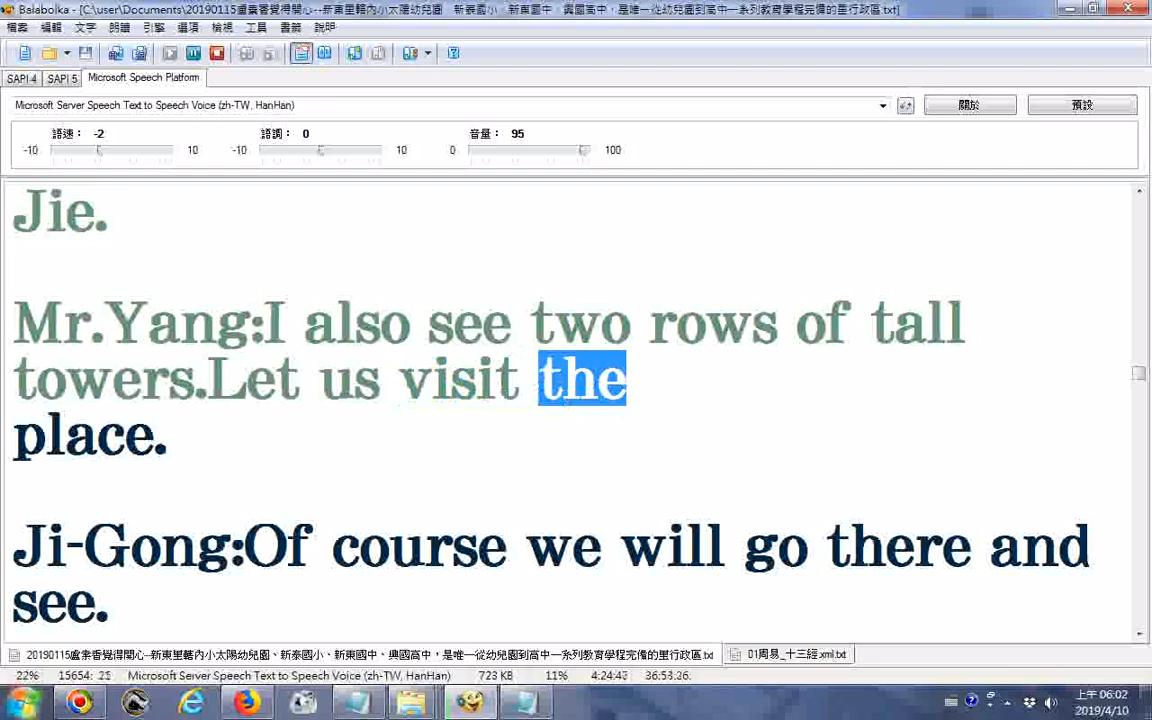 Balabolka - [C:\user\Documents\20190115盧彙香覺得開心--新東里轄內小太陽幼兒園、新泰國小、新東國中、興國高中，是唯一從幼兒園到高中一系列教育學程完備的里行政區.txt]
檔案 編輯 文字 朗讀 引擎 選項 檢視 工具 書籤 說明
SAPI 4 SAPI 5 Microsoft Speech Platform
Microsoft Server Speech Text to Speech Voice (zh-TW, HanHan) 關於 預設
語速： -2 語調： 0 音量： 95
-10 10 -10 10 0 100
Jie.
Mr.Yang:I also see two rows of tall
towers.Let us visit the
place.
Ji-Gong:Of course we will go there and
see.
20190115盧彙香覺得開心--新東里轄內小太陽幼兒園、新泰國小、新東國中、興國高中，是唯一從幼兒園到高中一系列教育學程完備的里行政區.txt 01周易_十三經.xml.txt
22% Microsoft Server Speech Text to Speech Voice (zh-TW, HanHan) 723 KB 11%
上午 06:02
2019/4/10